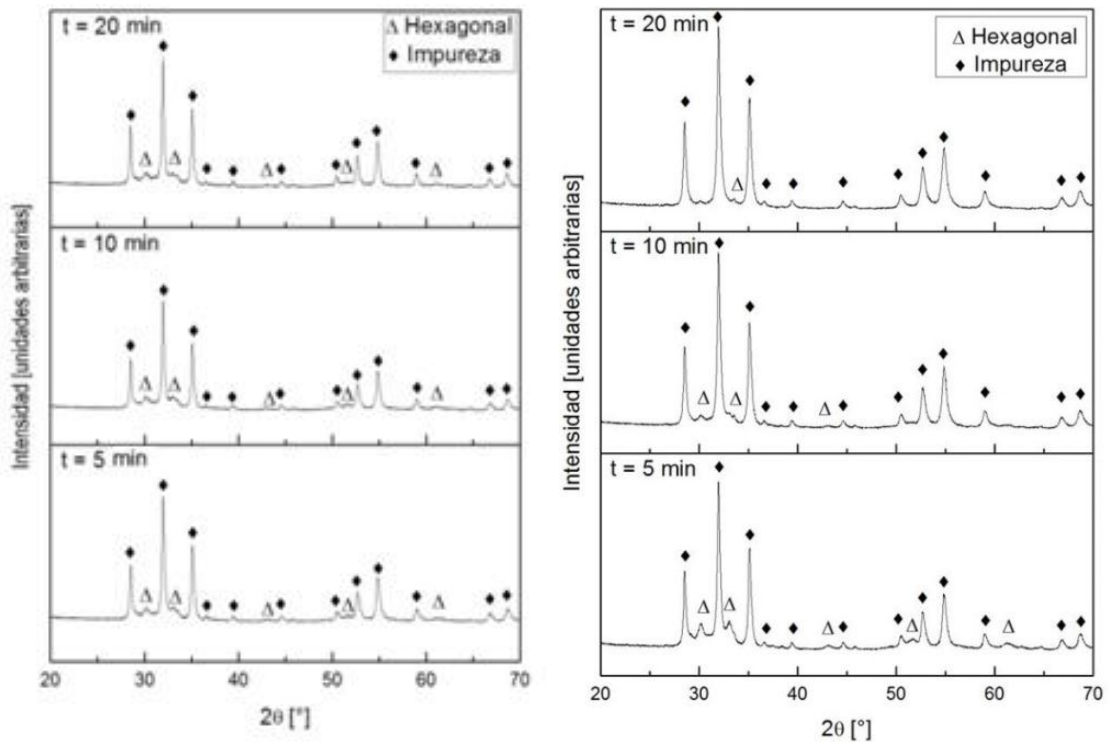 t = 20 min
Δ Hexagonal
♦ Impureza
t = 10 min
t = 5 min
Intensidad [unidades arbitrarias]
20 30 40 50 60 70
2θ [°]
t = 20 min
Δ Hexagonal
♦ Impureza
t = 10 min
t = 5 min
Intensidad [unidades arbitrarias]
20 30 40 50 60 70
2θ [°]